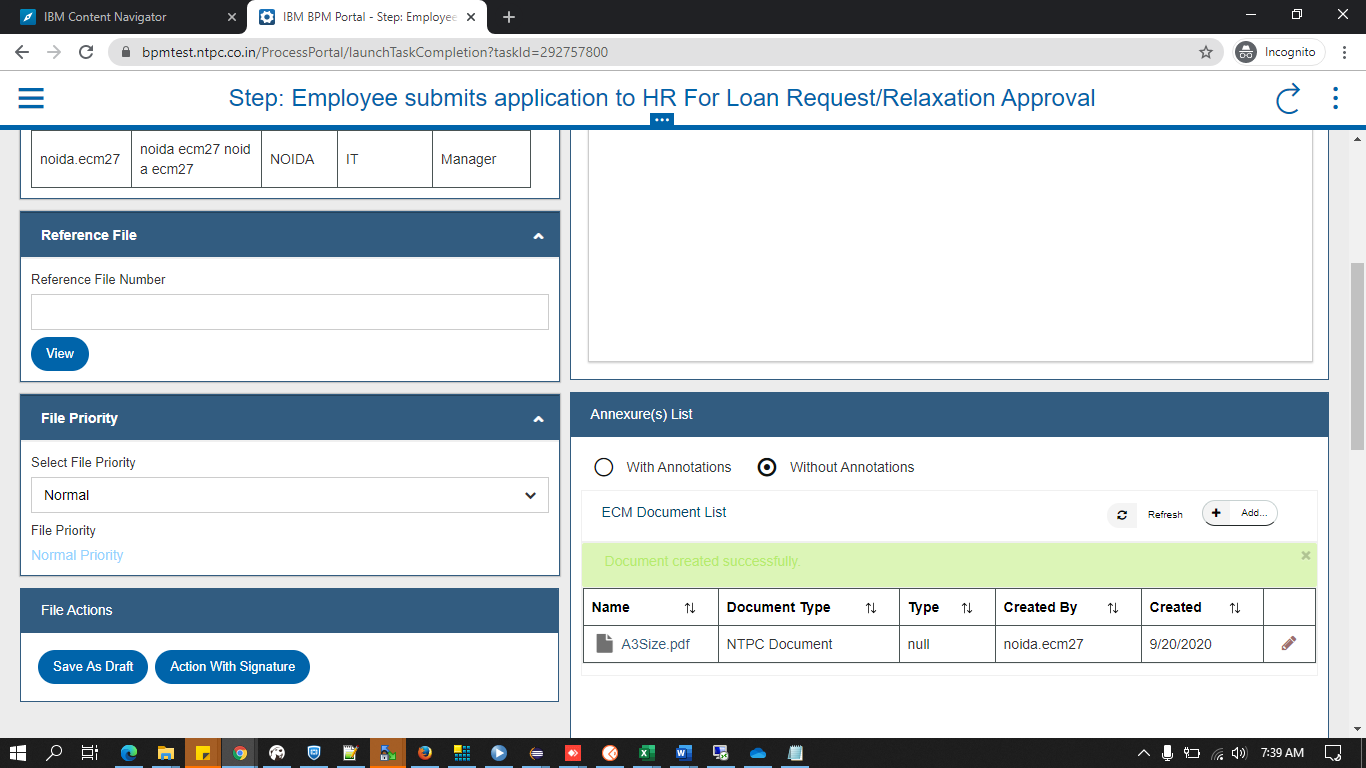 IBM Content Navigator
IBM BPM Portal - Step: Employee
bpmtest.ntpc.co.in/ProcessPortal/launchTaskCompletion?taskId=292757800
Incognito
Step: Employee submits application to HR For Loan Request/Relaxation Approval
noida.ecm27
noida ecm27 noid
a ecm27
NOIDA
IT
Manager
Reference File
Reference File Number
View
File Priority
Select File Priority
Normal
File Priority
Normal Priority
File Actions
Save As Draft
Action With Signature
Annexure(s) List
With Annotations
Without Annotations
ECM Document List
Refresh
Add...
Document created successfully.
Name
Document Type
Type
Created By
Created
A3Size.pdf
NTPC Document
null
noida.ecm27
9/20/2020
7:39 AM